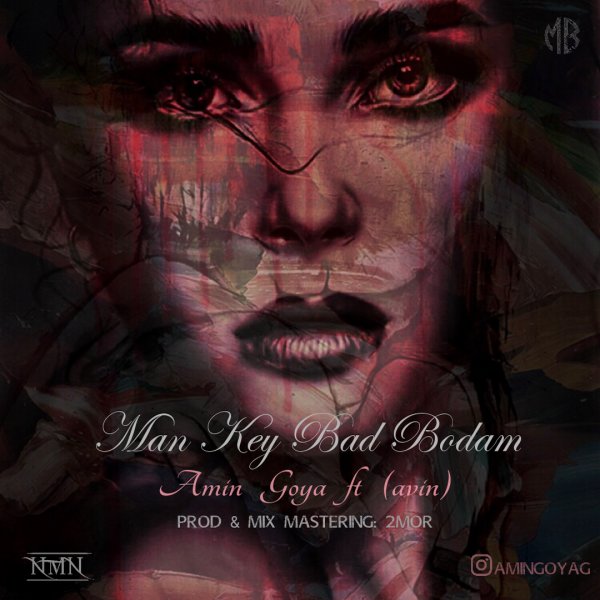 MB
Man Key Bad Bodam
Amin Goya ft (avin)
PROD & MIX MASTERING: 2MOR
NMN
AMINGOYAG